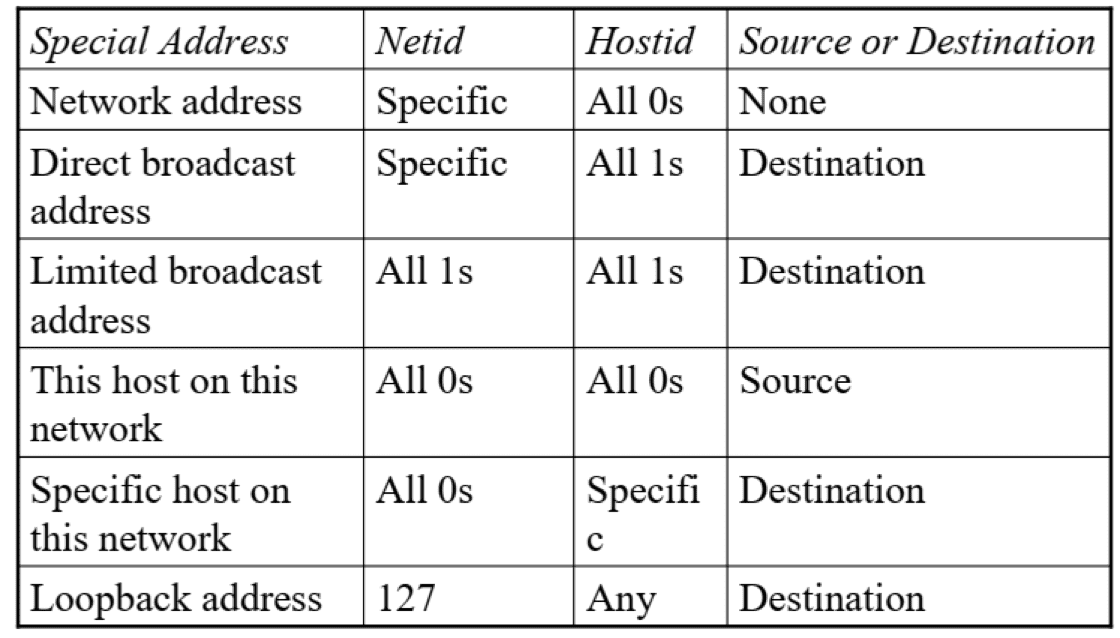 Special Address Netid Hostid Source or Destination
Network address Specific All 0s None
Direct broadcast Specific All 1s Destination
address
Limited broadcast All 1s All 1s Destination
address
This host on this All 0s All 0s Source
network
Specific host on All 0s Specifi Destination
this network c
Loopback address 127 Any Destination